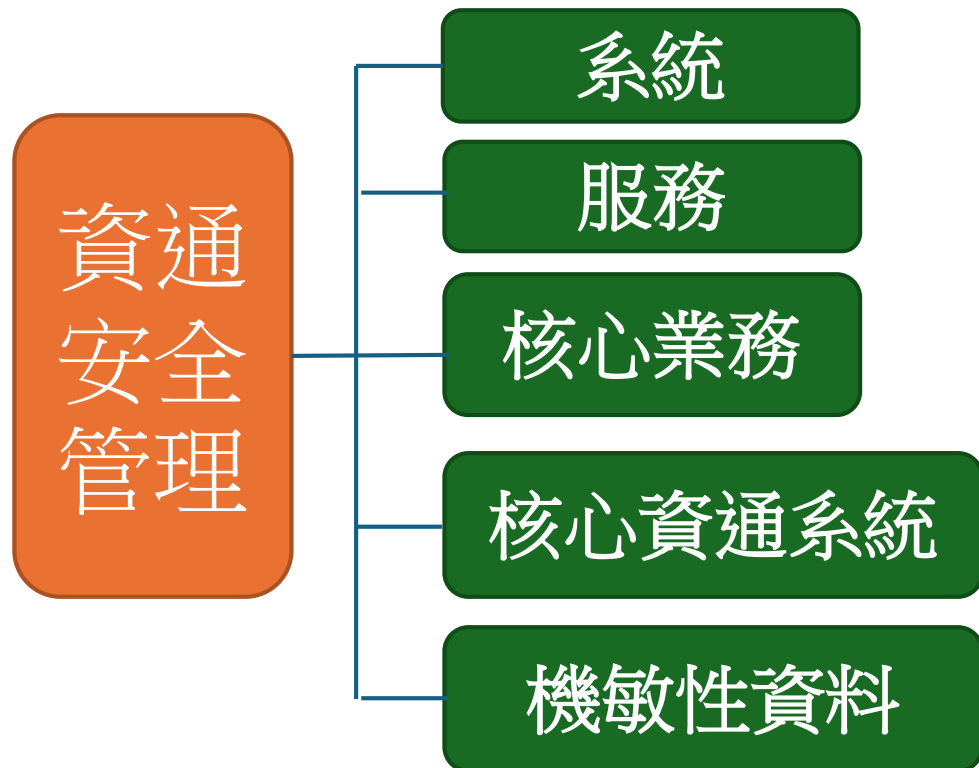 資通
安全
管理
系統
服務
核心業務
核心資通系統
機敏性資料